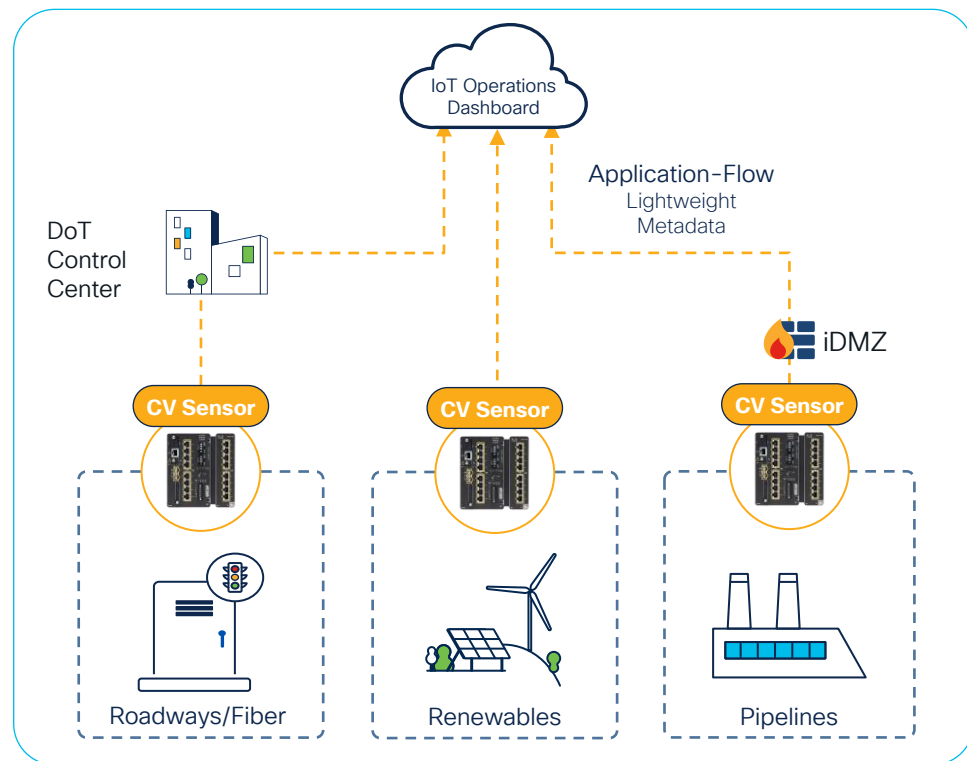 IoT Operations
Dashboard
Application-Flow
Lightweight
Metadata
DoT
Control
Center
iDMZ
CV Sensor
CV Sensor
CV Sensor
Roadways/Fiber
Renewables
Pipelines